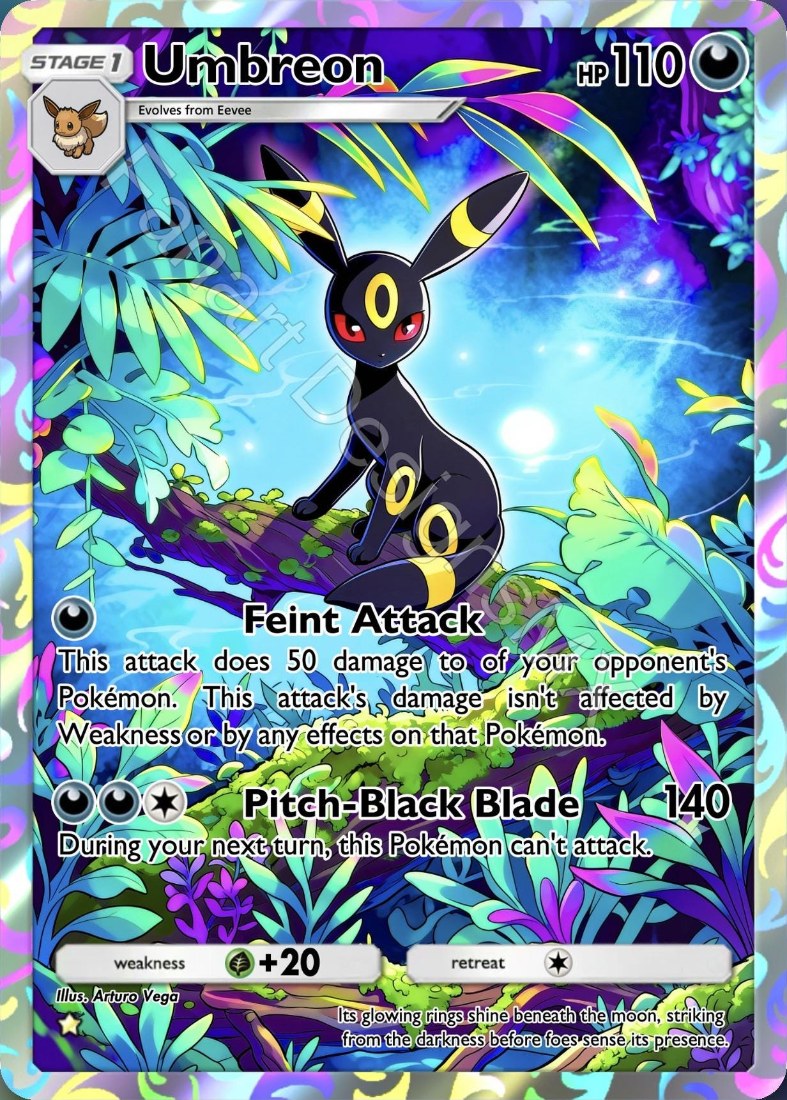 STAGE 1
Umbreon
HP 110
Evolves from Eevee
Fanart Designs MX
Feint Attack
This attack does 50 damage to of your opponent's
Pokémon. This attack's damage isn't affected by
Weakness or by any effects on that Pokémon.
Pitch-Black Blade 140
During your next turn, this Pokémon can't attack.
weakness +20
retreat
Illus. Arturo Vega
Its glowing rings shine beneath the moon, striking
from the darkness before foes sense its presence.